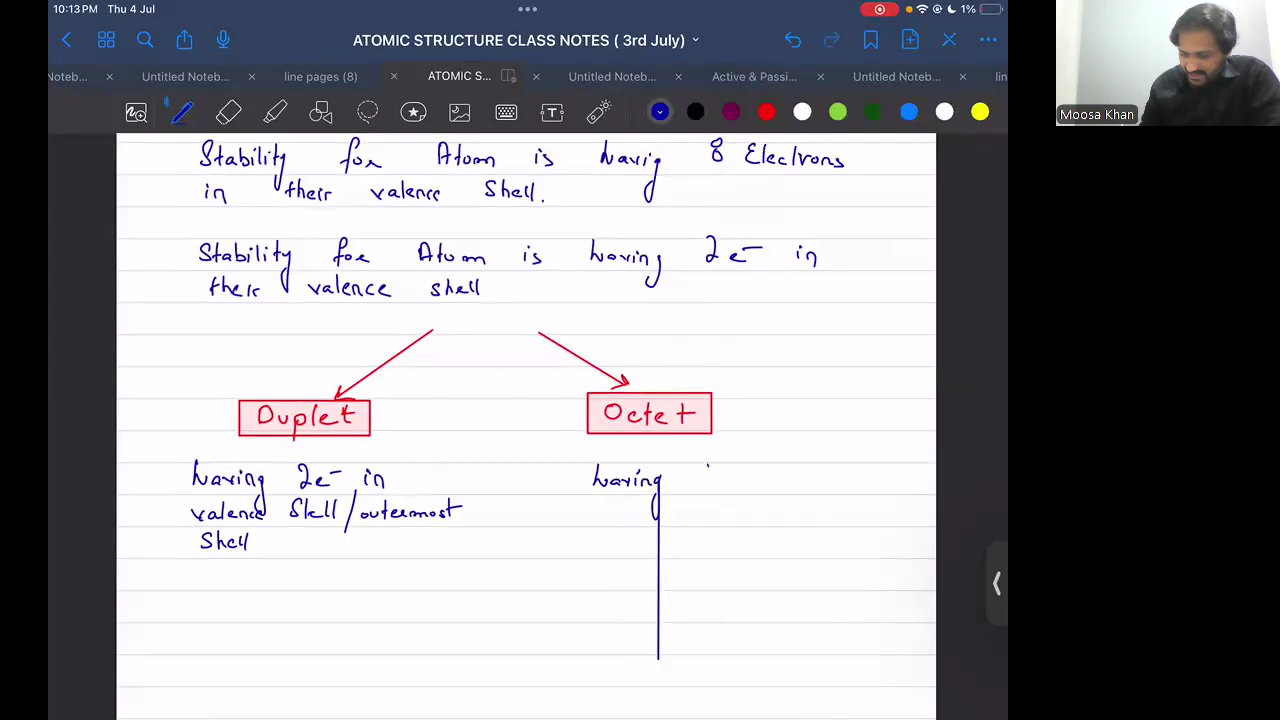 10:13 PM Thu 4 Jul
1%
ATOMIC STRUCTURE CLASS NOTES ( 3rd July)
Noteb...
Untitled Noteb...
line pages (8)
ATOMIC S...
Untitled Noteb...
Active & Passi...
Untitled Noteb...
lin
Moosa Khan
Stability for Atom is having 8 Electrons
in their valence Shell.
Stability for Atom is having 2e- in
their valence shell
Duplet
Octet
having 2e- in
valence Shell/outermost
Shell
having